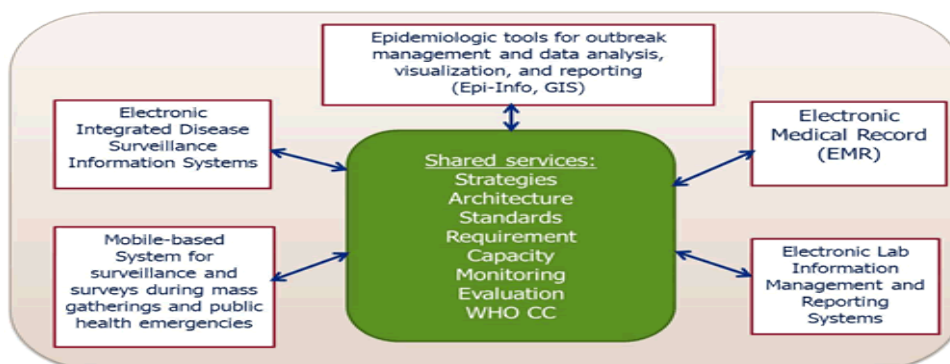 Epidemiologic tools for outbreak
management and data analysis,
visualization, and reporting
(Epi-Info, GIS)
Electronic
Integrated Disease
Surveillance
Information Systems
Electronic
Medical Record
(EMR)
Shared services:
Strategies
Architecture
Standards
Requirement
Capacity
Monitoring
Evaluation
WHO CC
Mobile-based
System for
surveillance and
surveys during mass
gatherings and public
health emergencies
Electronic Lab
Information
Management and
Reporting
Systems